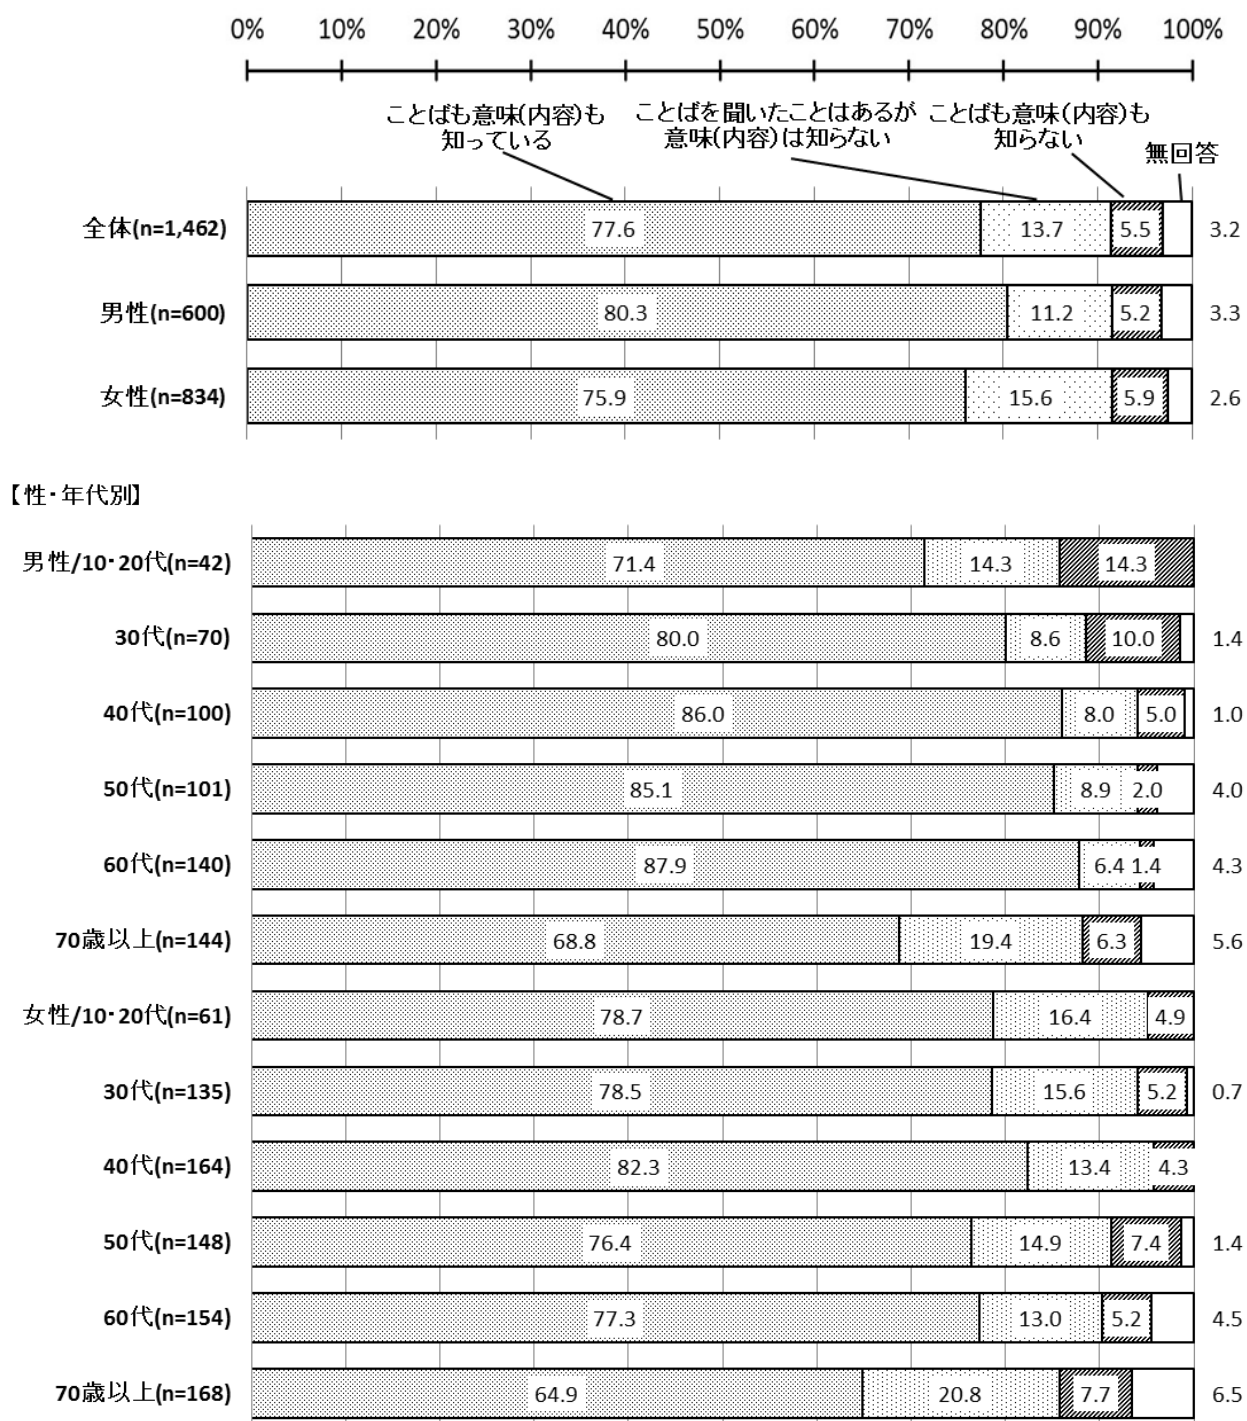 0% 10% 20% 30% 40% 50% 60% 70% 80% 90% 100%
ことばも意味(内容)も
知っている
ことばを聞いたことはあるが
意味(内容)は知らない
ことばも意味(内容)も
知らない
無回答
全体(n=1,462) 77.6 13.7 5.5 3.2
男性(n=600) 80.3 11.2 5.2 3.3
女性(n=834) 75.9 15.6 5.9 2.6
【性・年代別】
男性/10・20代(n=42) 71.4 14.3 14.3
30代(n=70) 80.0 8.6 10.0 1.4
40代(n=100) 86.0 8.0 5.0 1.0
50代(n=101) 85.1 8.9 2.0 4.0
60代(n=140) 87.9 6.4 1.4 4.3
70歳以上(n=144) 68.8 19.4 6.3 5.6
女性/10・20代(n=61) 78.7 16.4 4.9
30代(n=135) 78.5 15.6 5.2 0.7
40代(n=164) 82.3 13.4 4.3
50代(n=148) 76.4 14.9 7.4 1.4
60代(n=154) 77.3 13.0 5.2 4.5
70歳以上(n=168) 64.9 20.8 7.7 6.5